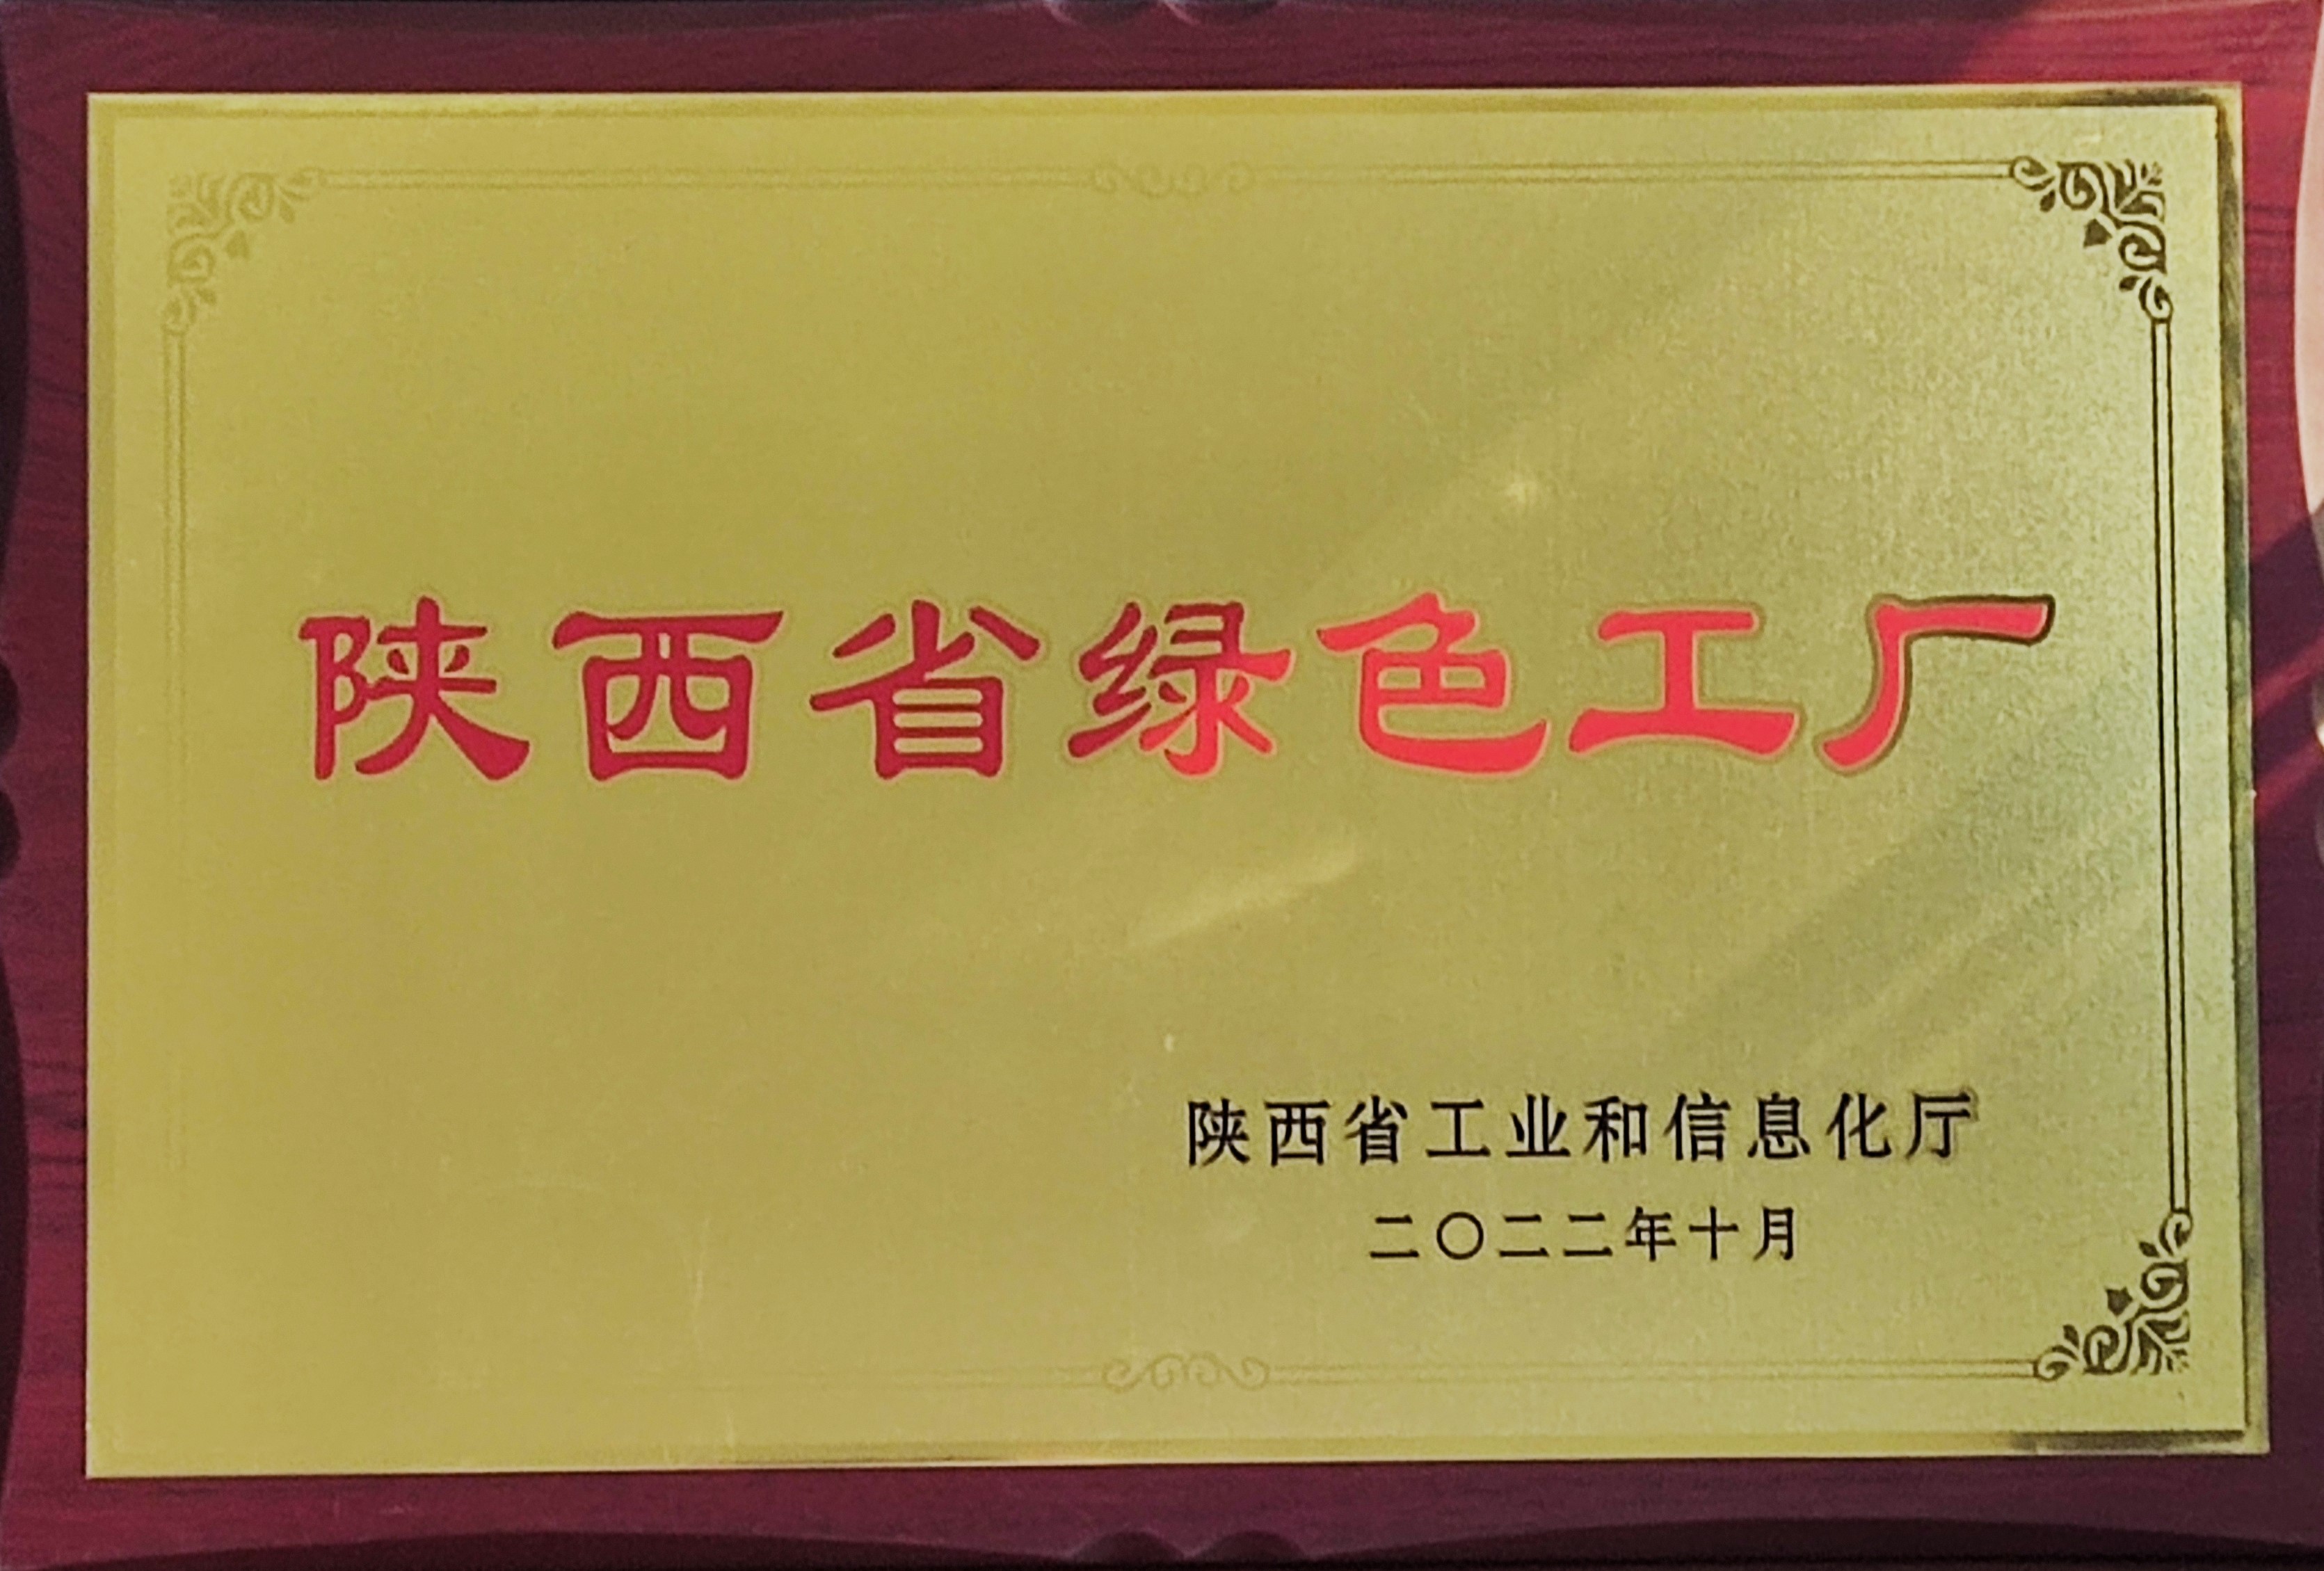 陕西省绿色工厂
陕西省工业和信息化厅
二〇二二年十月